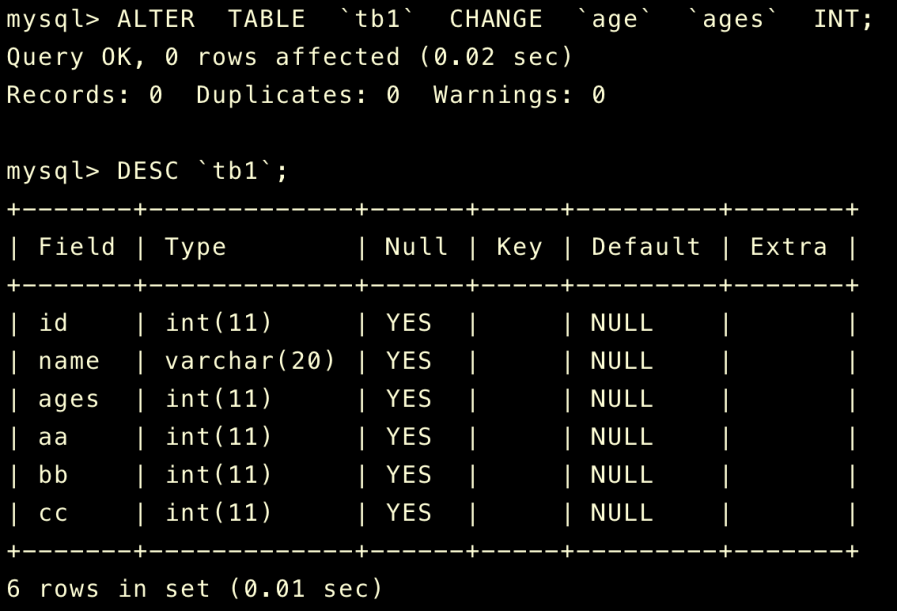 mysql> ALTER  TABLE  `tb1`  CHANGE  `age`  `ages`  INT;
Query OK, 0 rows affected (0.02 sec)
Records: 0  Duplicates: 0  Warnings: 0
mysql> DESC `tb1`;
+-------+-------------+------+-----+---------+-------+
| Field | Type        | Null | Key | Default | Extra |
+-------+-------------+------+-----+---------+-------+
| id    | int(11)     | YES  |     | NULL    |       |
| name  | varchar(20) | YES  |     | NULL    |       |
| ages  | int(11)     | YES  |     | NULL    |       |
| aa    | int(11)     | YES  |     | NULL    |       |
| bb    | int(11)     | YES  |     | NULL    |       |
| cc    | int(11)     | YES  |     | NULL    |       |
+-------+-------------+------+-----+---------+-------+
6 rows in set (0.01 sec)